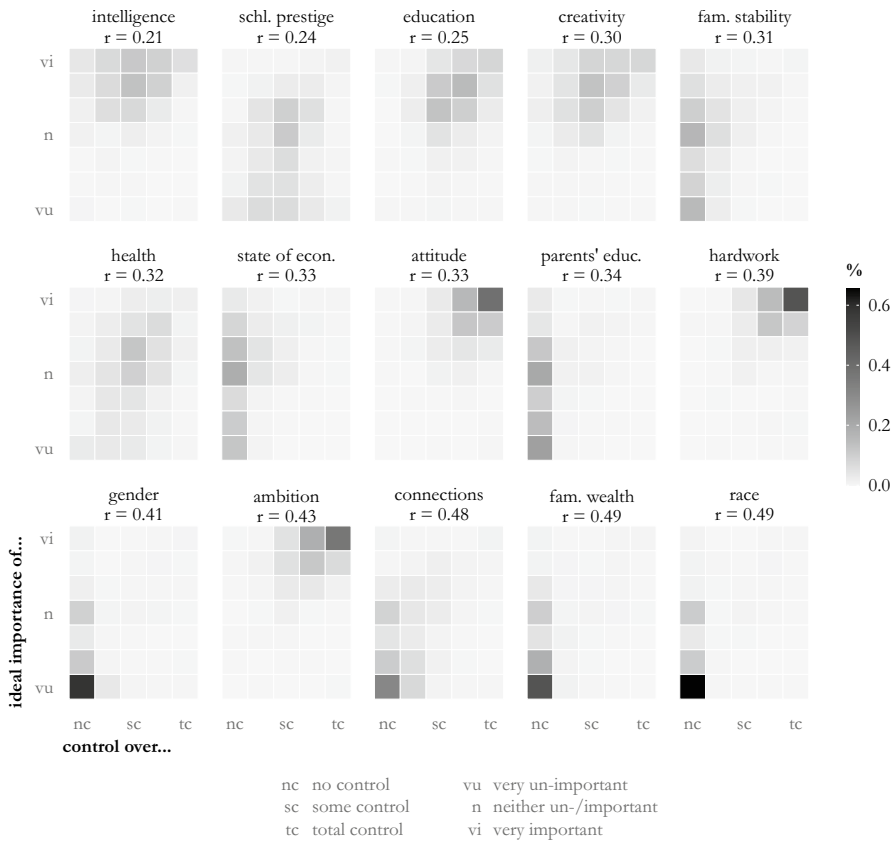 intelligence schl. prestige education creativity fam. stability
r = 0.21 r = 0.24 r = 0.25 r = 0.30 r = 0.31
vi
n
vu
health state of econ. attitude parents' educ. hardwork
r = 0.32 r = 0.33 r = 0.33 r = 0.34 r = 0.39
%
vi
0.6
n
0.4
0.2
vu
0.0
gender ambition connections fam. wealth race
r = 0.41 r = 0.43 r = 0.48 r = 0.49 r = 0.49
vi
n
vu
ideal importance of...
nc sc tc nc sc tc nc sc tc nc sc tc nc sc tc
control over...
nc no control vu very un-important
sc some control n neither un-/important
tc total control vi very important